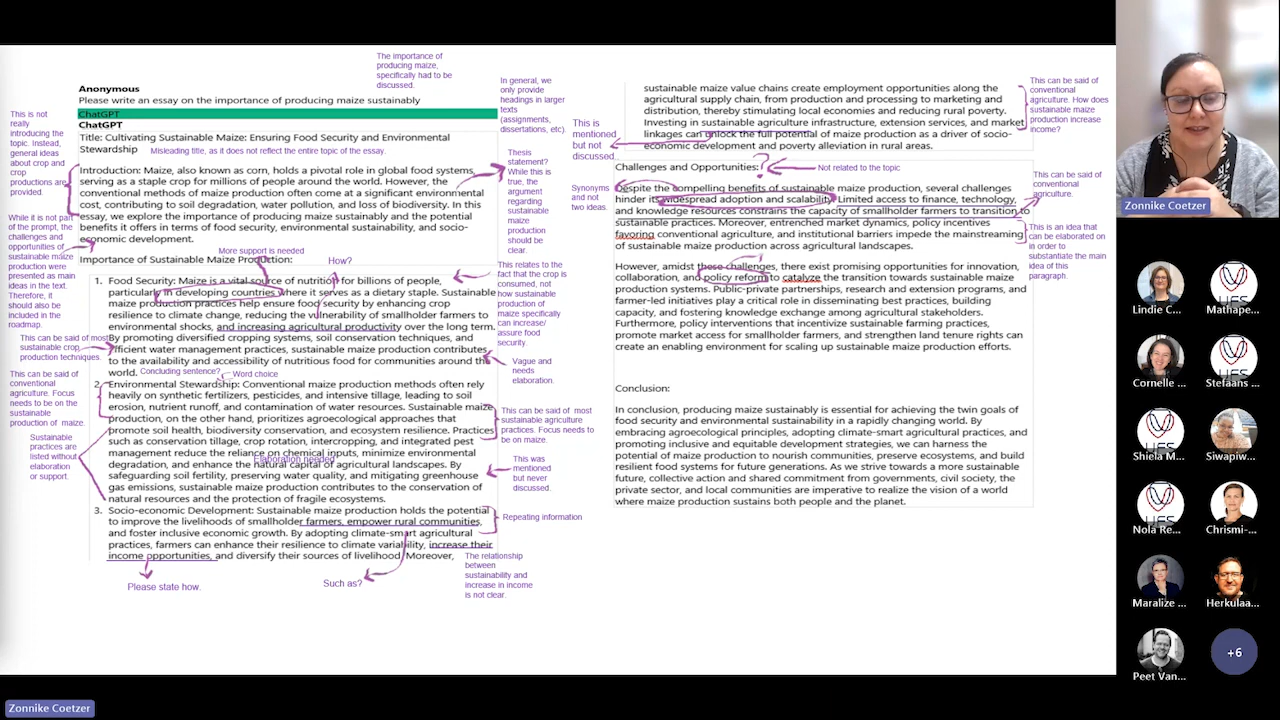 Anonymous
Please write an essay on the importance of producing maize sustainably
ChatGPT
ChatGPT
Title: Cultivating Sustainable Maize: Ensuring Food Security and Environmental
Stewardship
Misleading title, as it does not reflect the entire topic of the essay.
Introduction: Maize, also known as corn, holds a pivotal role in global food systems,
serving as a staple crop for millions of people around the world. However, the
conventional methods of maize production often come at a significant environmental
cost, contributing to soil degradation, water pollution, and loss of biodiversity. In this
essay, we explore the importance of producing maize sustainably and the potential
benefits it offers in terms of food security, environmental sustainability, and socio-
economic development.
Importance of Sustainable Maize Production:
1. Food Security: Maize is a vital source of nutrition for billions of people,
particularly in developing countries where it serves as a dietary staple. Sustainable
maize production practices help ensure food security by enhancing crop
resilience to climate change, reducing the vulnerability of smallholder farmers to
environmental shocks, and increasing agricultural productivity over the long term.
By promoting diversified cropping systems, soil conservation techniques, and
efficient water management practices, sustainable maize production contributes
to the availability and accessibility of nutritious food for communities around the
world.
2. Environmental Stewardship: Conventional maize production methods often rely
heavily on synthetic fertilizers, pesticides, and intensive tillage, leading to soil
erosion, nutrient runoff, and contamination of water resources. Sustainable maize
production, on the other hand, prioritizes agroecological approaches that
promote soil health, biodiversity conservation, and ecosystem resilience. Practices
such as conservation tillage, crop rotation, intercropping, and integrated pest
management reduce the reliance on chemical inputs, minimize environmental
degradation, and enhance the natural capital of agricultural landscapes. By
safeguarding soil fertility, preserving water quality, and mitigating greenhouse
gas emissions, sustainable maize production contributes to the conservation of
natural resources and the protection of fragile ecosystems.
3. Socio-economic Development: Sustainable maize production holds the potential
to improve the livelihoods of smallholder farmers, empower rural communities,
and foster inclusive economic growth. By adopting climate-smart agricultural
practices, farmers can enhance their resilience to climate variability, increase their
income opportunities, and diversify their sources of livelihood. Moreover,
This is not
really
introducing the
topic. Instead,
general ideas
about crop and
crop
productions are
provided.
While it is not part
of the prompt, the
challenges and
opportunities of
sustainable maize
production were
presented as main
ideas in the text.
Therefore, it
should also be
included in the
roadmap.
This can be said of most
sustainable crop
production techniques.
This can be said of
conventional
agriculture. Focus
needs to be on the
sustainable
production of maize.
Sustainable
practices are
listed without
elaboration
or support.
More support is needed
How?
Concluding sentence?
Word choice
Elaboration needed
Please state how.
Such as?
The importance of
producing maize,
specifically had to be
discussed.
In general, we
only provide
headings in larger
texts
(assignments,
dissertations, etc).
Thesis
statement?
While this is
true, the
argument
regarding
sustainable
maize
production
should be
clear.
This relates to the
fact that the crop is
consumed, not
how sustainable
production of
maize specifically
can increase/
assure food
security.
Vague and
needs
elaboration.
This can be said of most
sustainable agriculture
practices. Focus needs to
be on maize.
This was
mentioned
but never
discussed.
Repeating information
The relationship
between
sustainability and
increase in income
is not clear.
sustainable maize value chains create employment opportunities along the
agricultural supply chain, from production and processing to marketing and
distribution, thereby stimulating local economies and reducing rural poverty.
Investing in sustainable agriculture infrastructure, extension services, and market
linkages can unlock the full potential of maize production as a driver of socio-
economic development and poverty alleviation in rural areas.
This is
mentioned
but not
discussed.
This can be said of
conventional
agriculture. How does
sustainable maize
production increase
income?
Challenges and Opportunities:
?
Not related to the topic
Despite the compelling benefits of sustainable maize production, several challenges
hinder its widespread adoption and scalability. Limited access to finance, technology,
and knowledge resources constrains the capacity of smallholder farmers to transition to
sustainable practices. Moreover, entrenched market dynamics, policy incentives
favoring conventional agriculture, and institutional barriers impede the mainstreaming
of sustainable maize production across agricultural landscapes.
Synonyms
and not
two ideas.
This can be said of
conventional
agriculture.
This is an idea that
can be elaborated on
in order to
substantiate the main
idea of this
paragraph.
However, amidst these challenges, there exist promising opportunities for innovation,
collaboration, and policy reform to catalyze the transition towards sustainable maize
production systems. Public-private partnerships, research and extension programs, and
farmer-led initiatives play a critical role in disseminating best practices, building
capacity, and fostering knowledge exchange among agricultural stakeholders.
Furthermore, policy interventions that incentivize sustainable farming practices,
promote market access for smallholder farmers, and strengthen land tenure rights can
create an enabling environment for scaling up sustainable maize production efforts.
Conclusion:
In conclusion, producing maize sustainably is essential for achieving the twin goals of
food security and environmental sustainability in a rapidly changing world. By
embracing agroecological principles, adopting climate-smart agricultural practices, and
promoting inclusive and equitable development strategies, we can harness the
potential of maize production to nourish communities, preserve ecosystems, and build
resilient food systems for future generations. As we strive towards a more sustainable
future, collective action and shared commitment from governments, civil society, the
private sector, and local communities are imperative to realize the vision of a world
where maize production sustains both people and the planet.
Zonnike Coetzer
Lindie C...
Mathape...
Cornelle ...
Stefaans ...
Shiela M...
Siwapiw...
Nola Re...
Chrismi-...
Maralize ...
Herkulaa...
Peet Van...
+6
Zonnike Coetzer